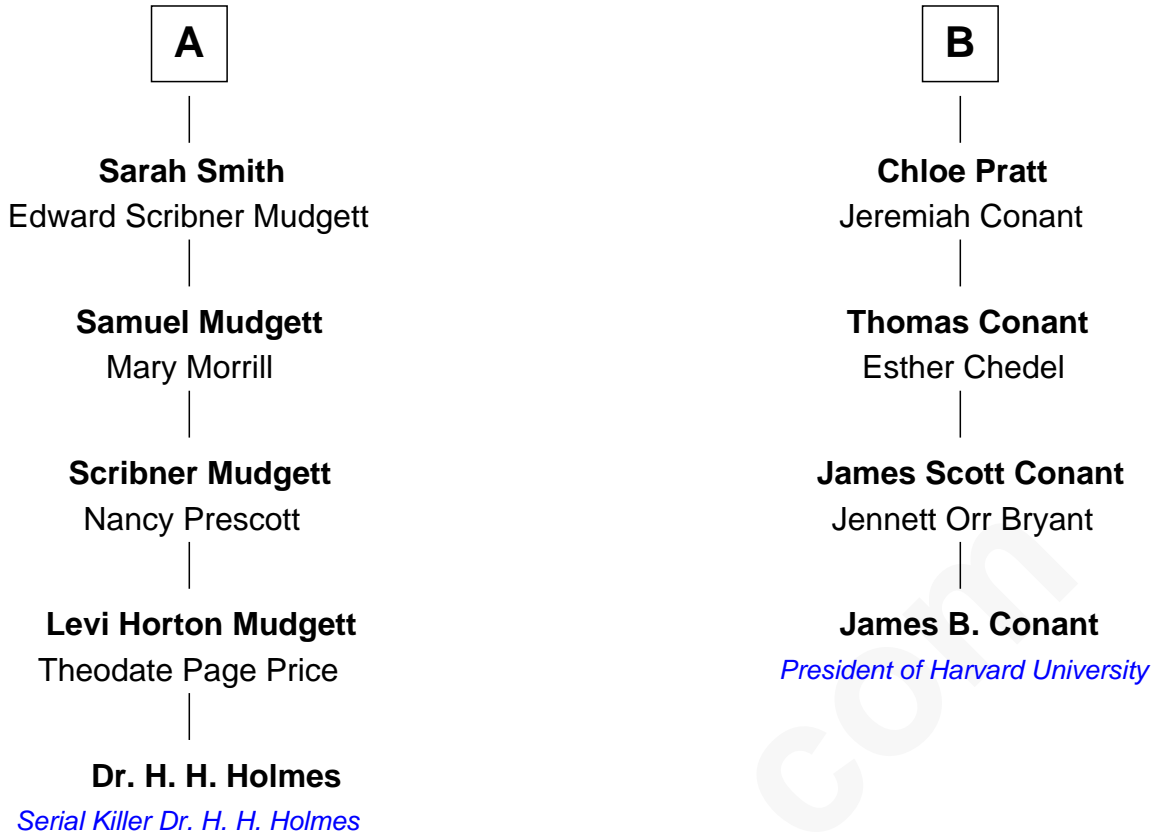 A
Sarah Smith
Edward Scribner Mudgett
Samuel Mudgett
Mary Morrill
Scribner Mudgett
Nancy Prescott
Levi Horton Mudgett
Theodate Page Price
Dr. H. H. Holmes
Serial Killer Dr. H. H. Holmes
B
Chloe Pratt
Jeremiah Conant
Thomas Conant
Esther Chedel
James Scott Conant
Jennett Orr Bryant
James B. Conant
President of Harvard University
com